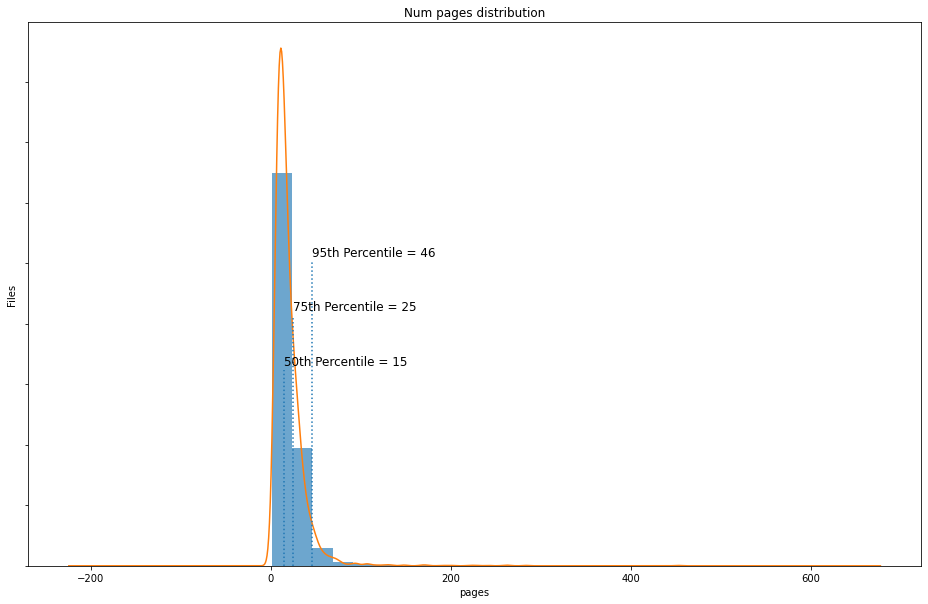 Num pages distribution
95th Percentile = 46
75th Percentile = 25
50th Percentile = 15
Files
−200
0
200
400
600
pages